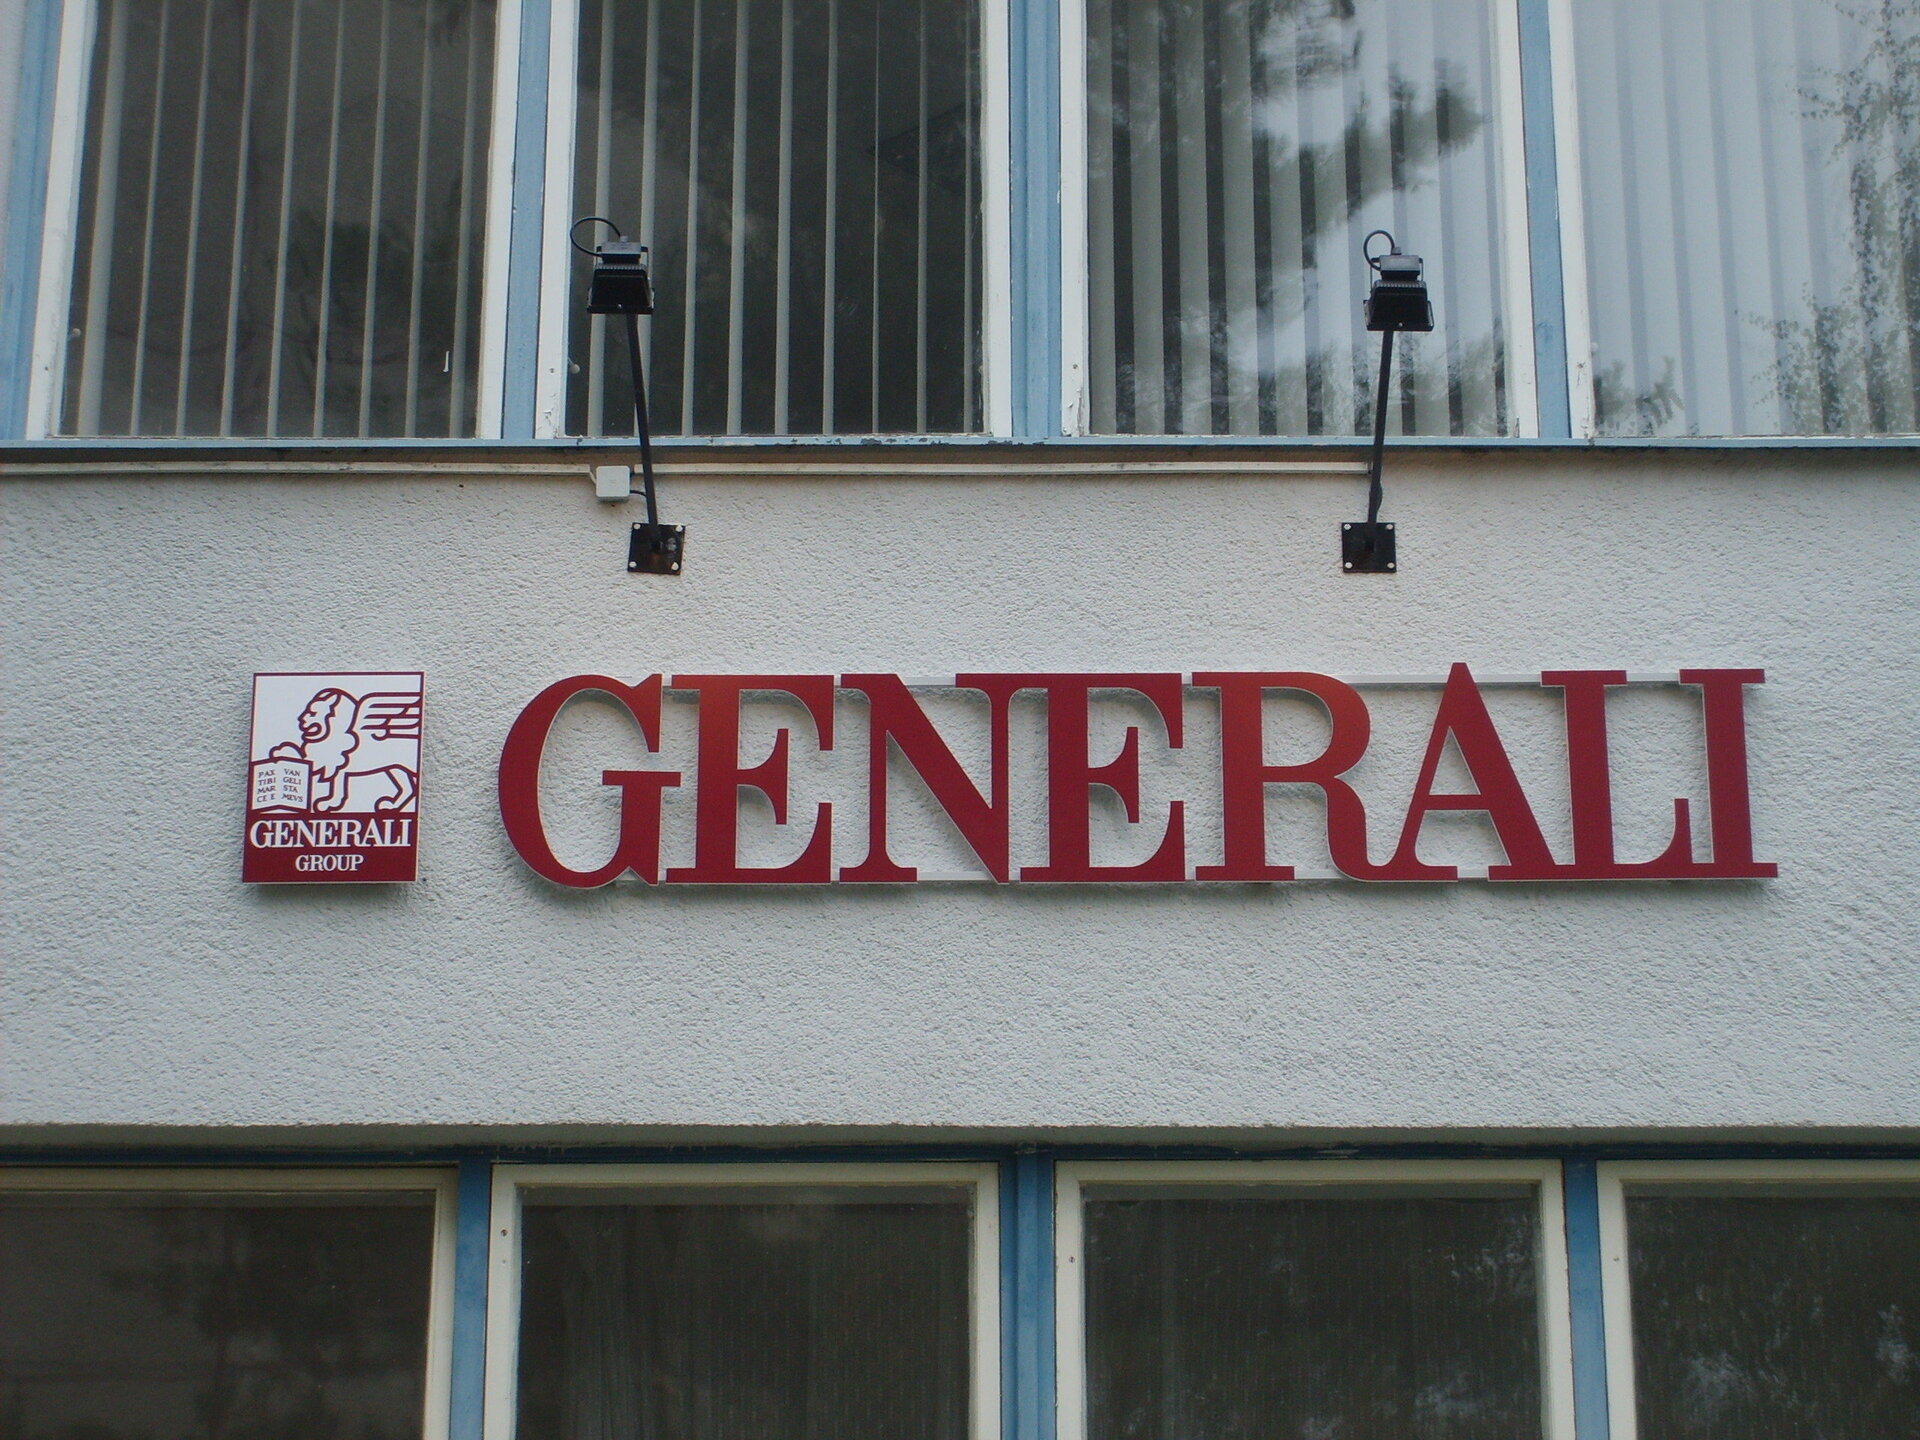 PAX VAN
TIBI GELI
MAR STA
CE E MEVS
GENERALI
GROUP
GENERALI